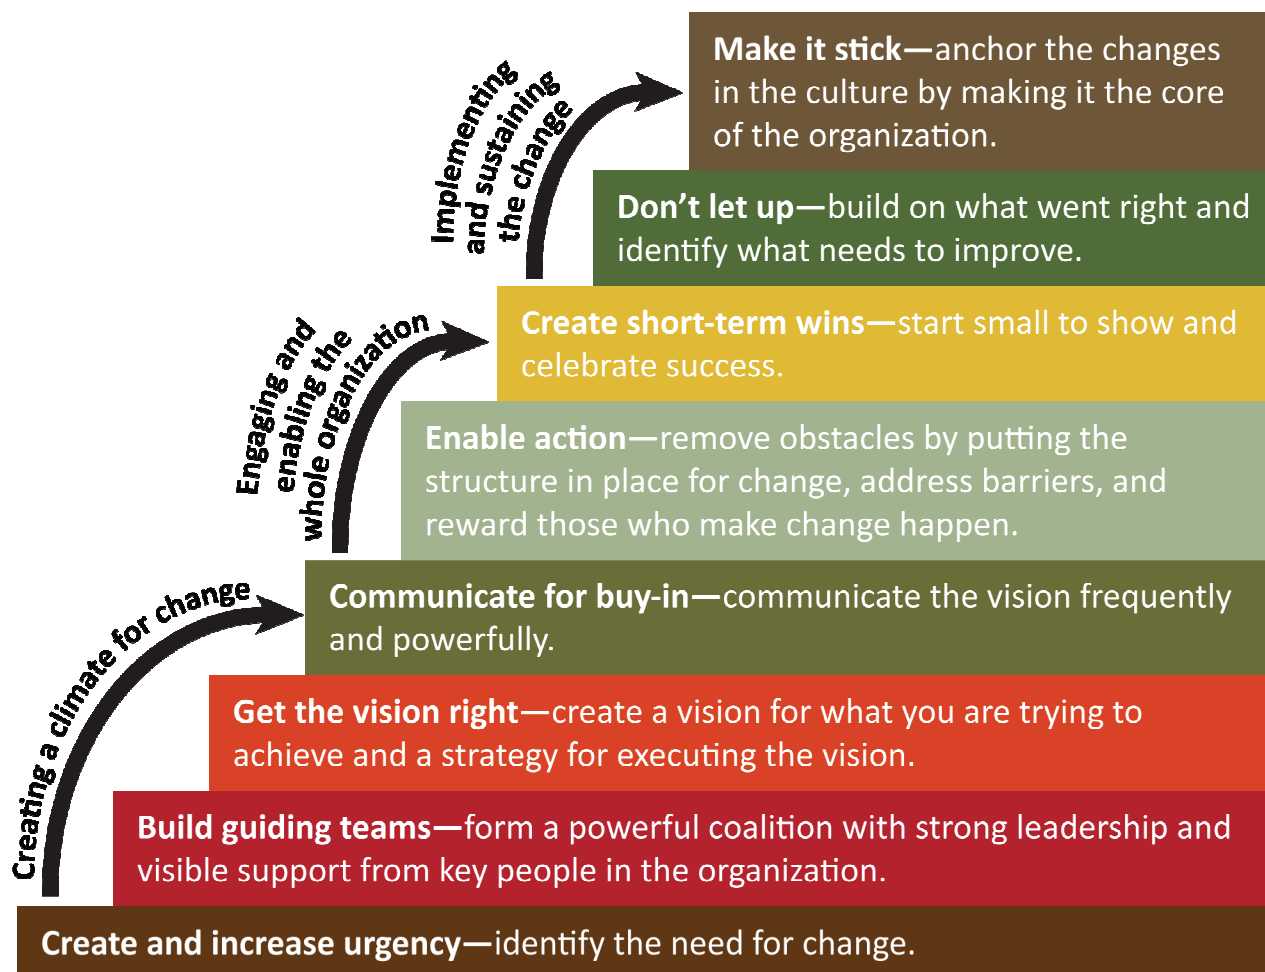 Make it stick—anchor the changes
in the culture by making it the core
of the organization.
Implementing
and sustaining
the change
Don’t let up—build on what went right and
identify what needs to improve.
Create short-term wins—start small to show and
celebrate success.
Engaging and
enabling the
whole organization
Enable action—remove obstacles by putting the
structure in place for change, address barriers, and
reward those who make change happen.
Communicate for buy-in—communicate the vision frequently
and powerfully.
Creating a climate for change
Get the vision right—create a vision for what you are trying to
achieve and a strategy for executing the vision.
Build guiding teams—form a powerful coalition with strong leadership and
visible support from key people in the organization.
Create and increase urgency—identify the need for change.